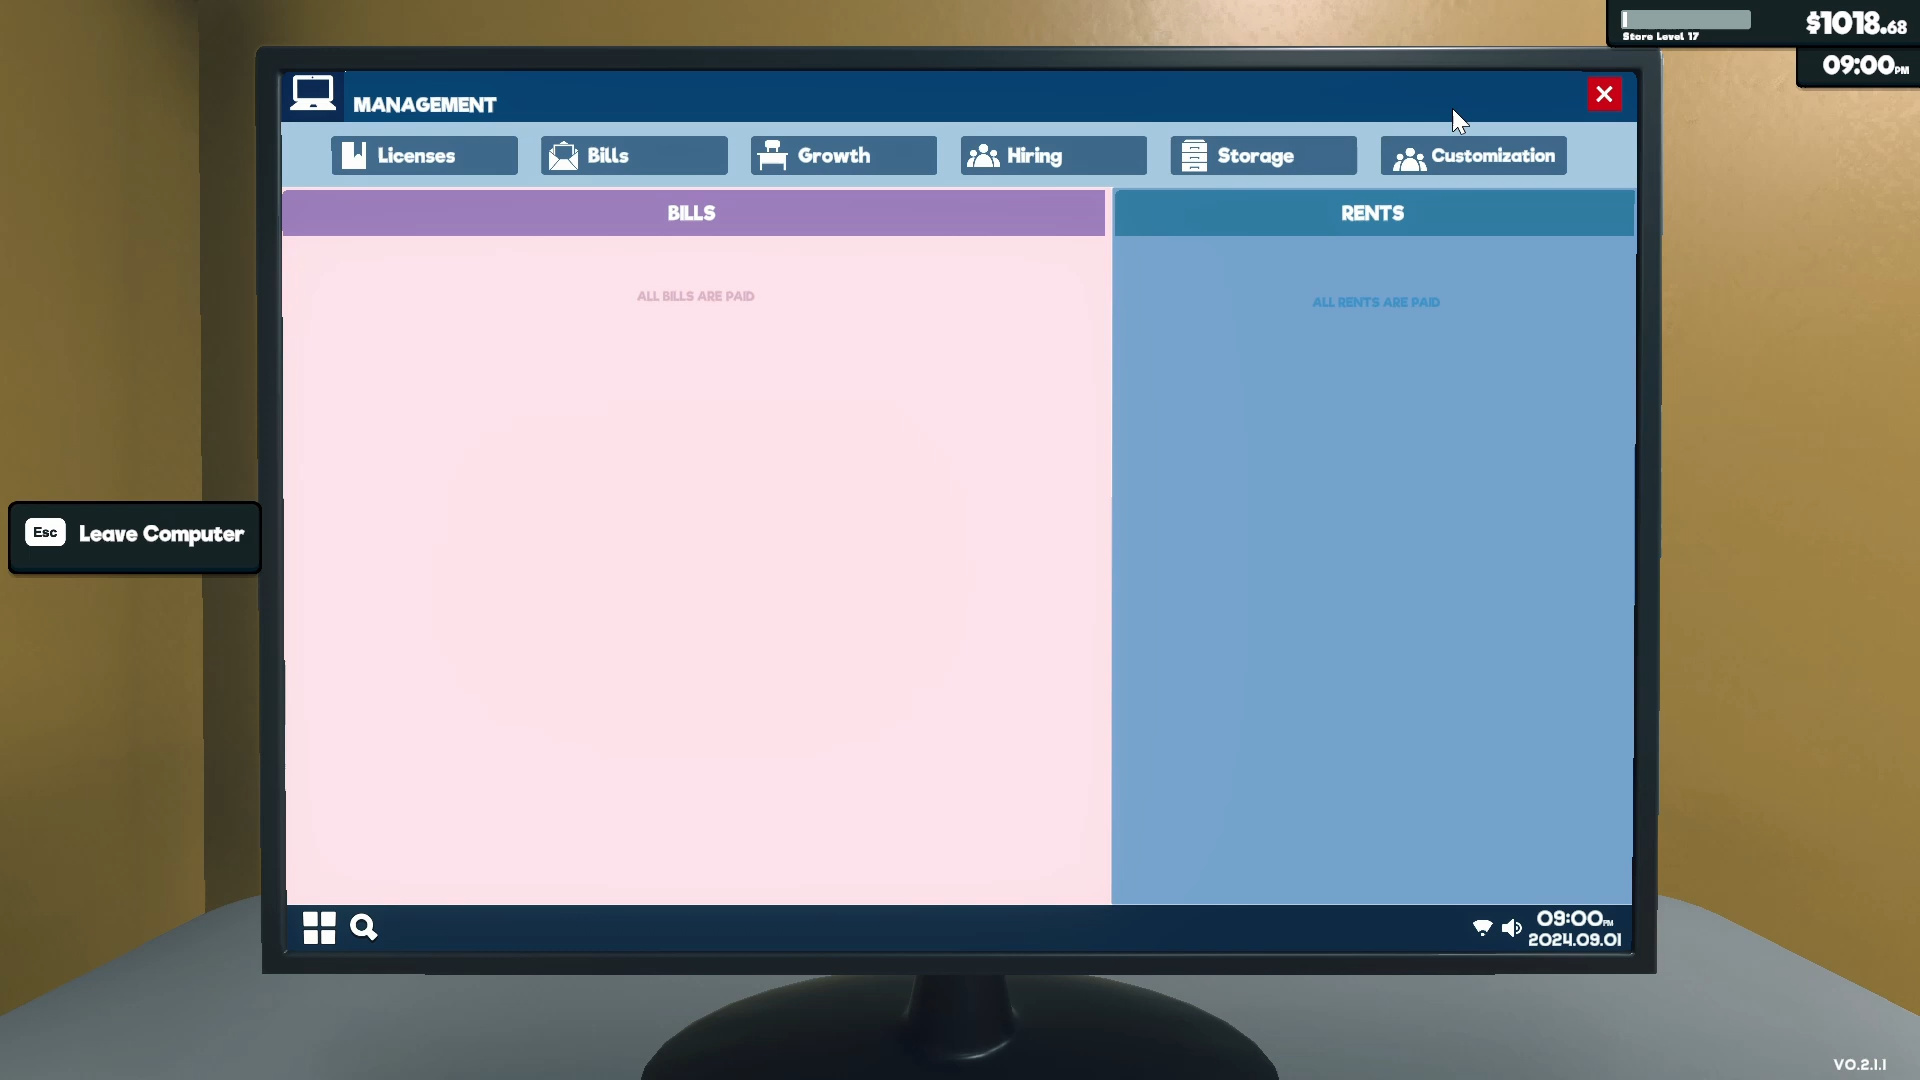 $1018.68
Store Level 17
09:00PM
MANAGEMENT
Licenses
Bills
Growth
Hiring
Storage
Customization
BILLS
RENTS
ALL BILLS ARE PAID
ALL RENTS ARE PAID
Esc Leave Computer
09:00PM
2024.09.01
V0.2.1.1